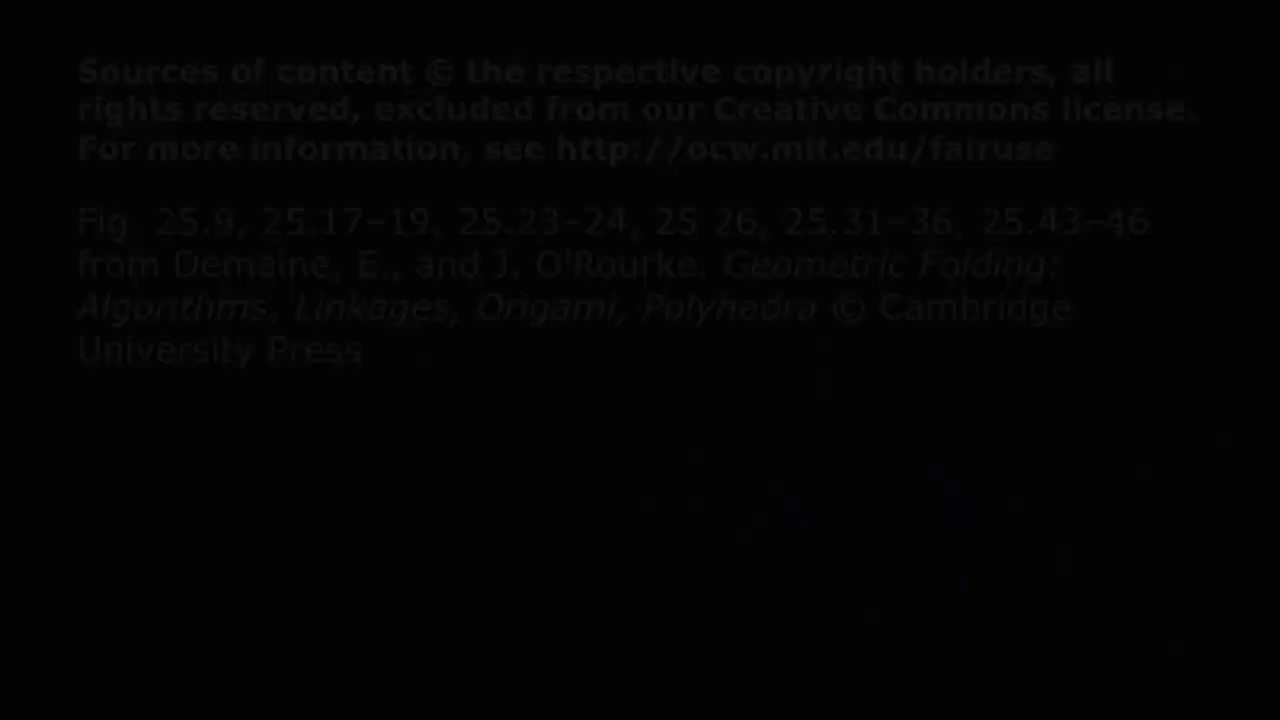 Sources of content © the respective copyright holders, all
rights reserved, excluded from our Creative Commons license.
For more information, see http://ocw.mit.edu/fairuse
Fig 25.9, 25.17–19, 25.23–24, 25 26, 25.31–36, 25.43–46
from Demaine, E., and J. O'Rourke. Geometric Folding:
Algorithms, Linkages, Origami, Polyhedra © Cambridge
University Press